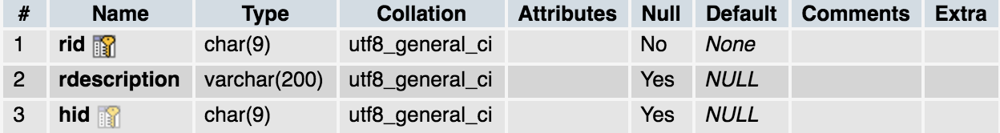 # Name Type Collation Attributes Null Default Comments Extra
1 rid char(9) utf8_general_ci No None
2 rdescription varchar(200) utf8_general_ci Yes NULL
3 hid char(9) utf8_general_ci Yes NULL